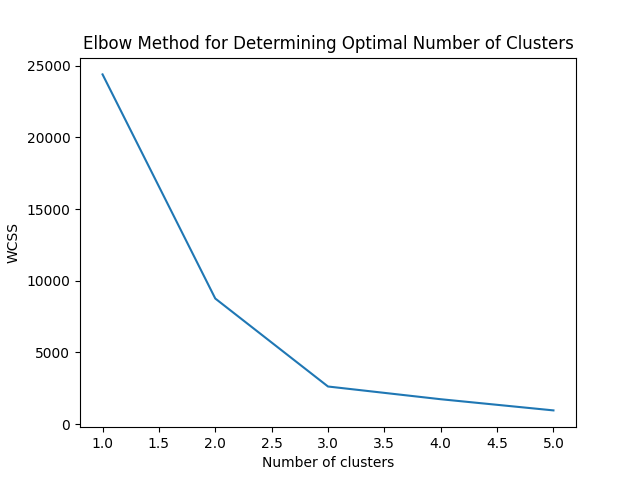 Elbow Method for Determining Optimal Number of Clusters
25000
20000
15000
10000
5000
0
WCSS
1.0 1.5 2.0 2.5 3.0 3.5 4.0 4.5 5.0
Number of clusters